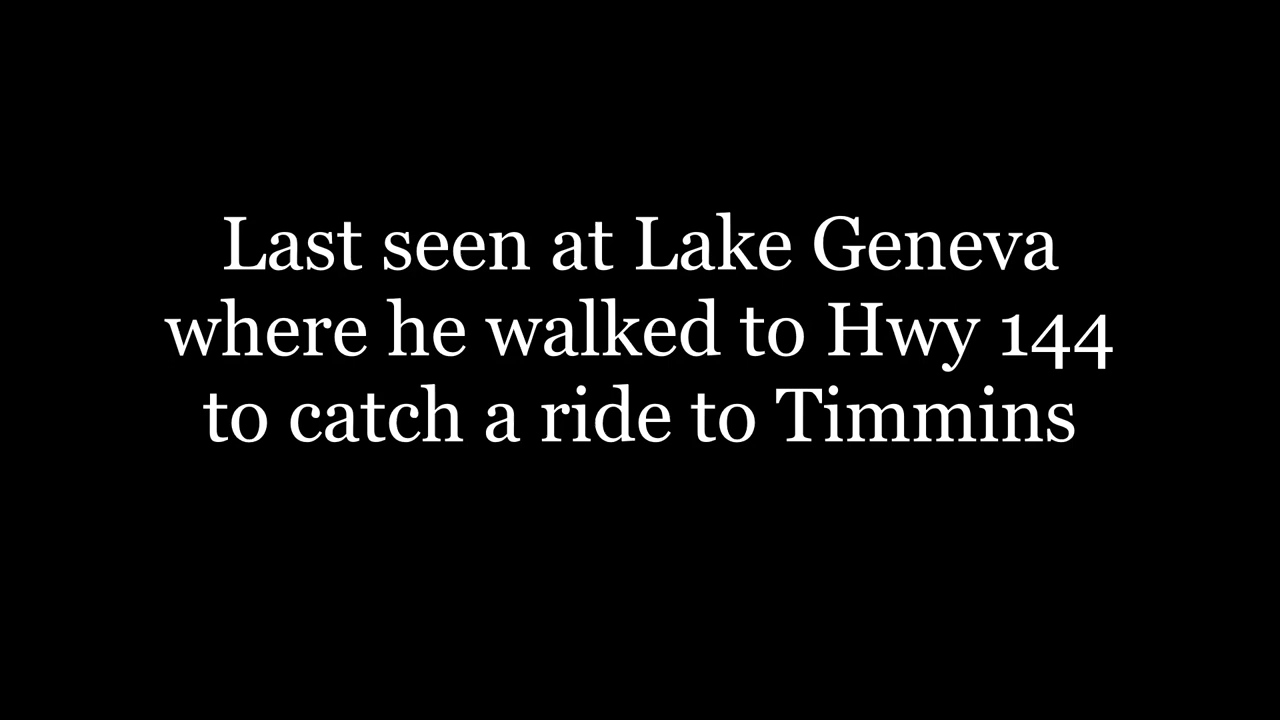 Last seen at Lake Geneva
where he walked to Hwy 144
to catch a ride to Timmins